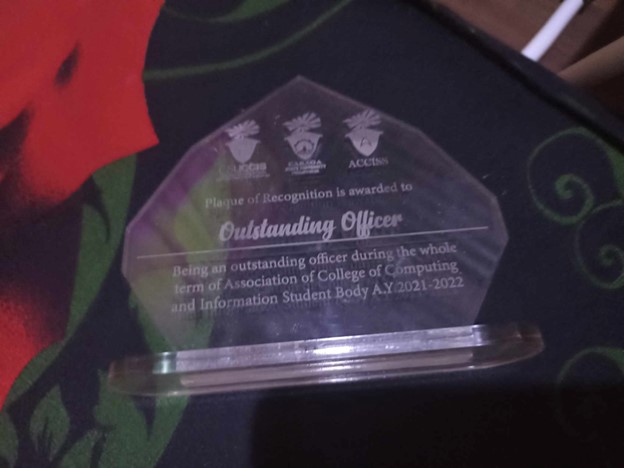 CARAGA
ACCISS
Plaque of Recognition is awarded to
Outstanding Officer
Being an outstanding officer during the whole
term of Association of College of Computing
and Information Student Body A.Y.2021-2022